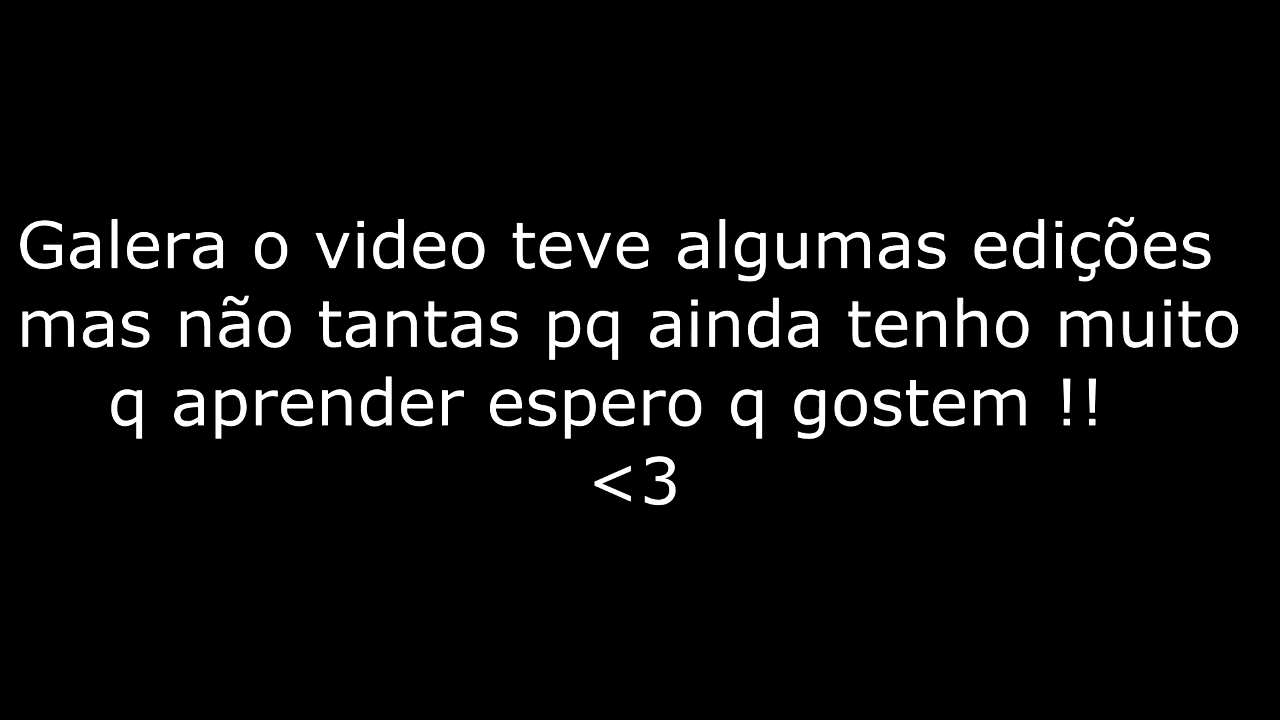 Galera o video teve algumas edições
mas não tantas pq ainda tenho muito
q aprender espero q gostem !!
<3